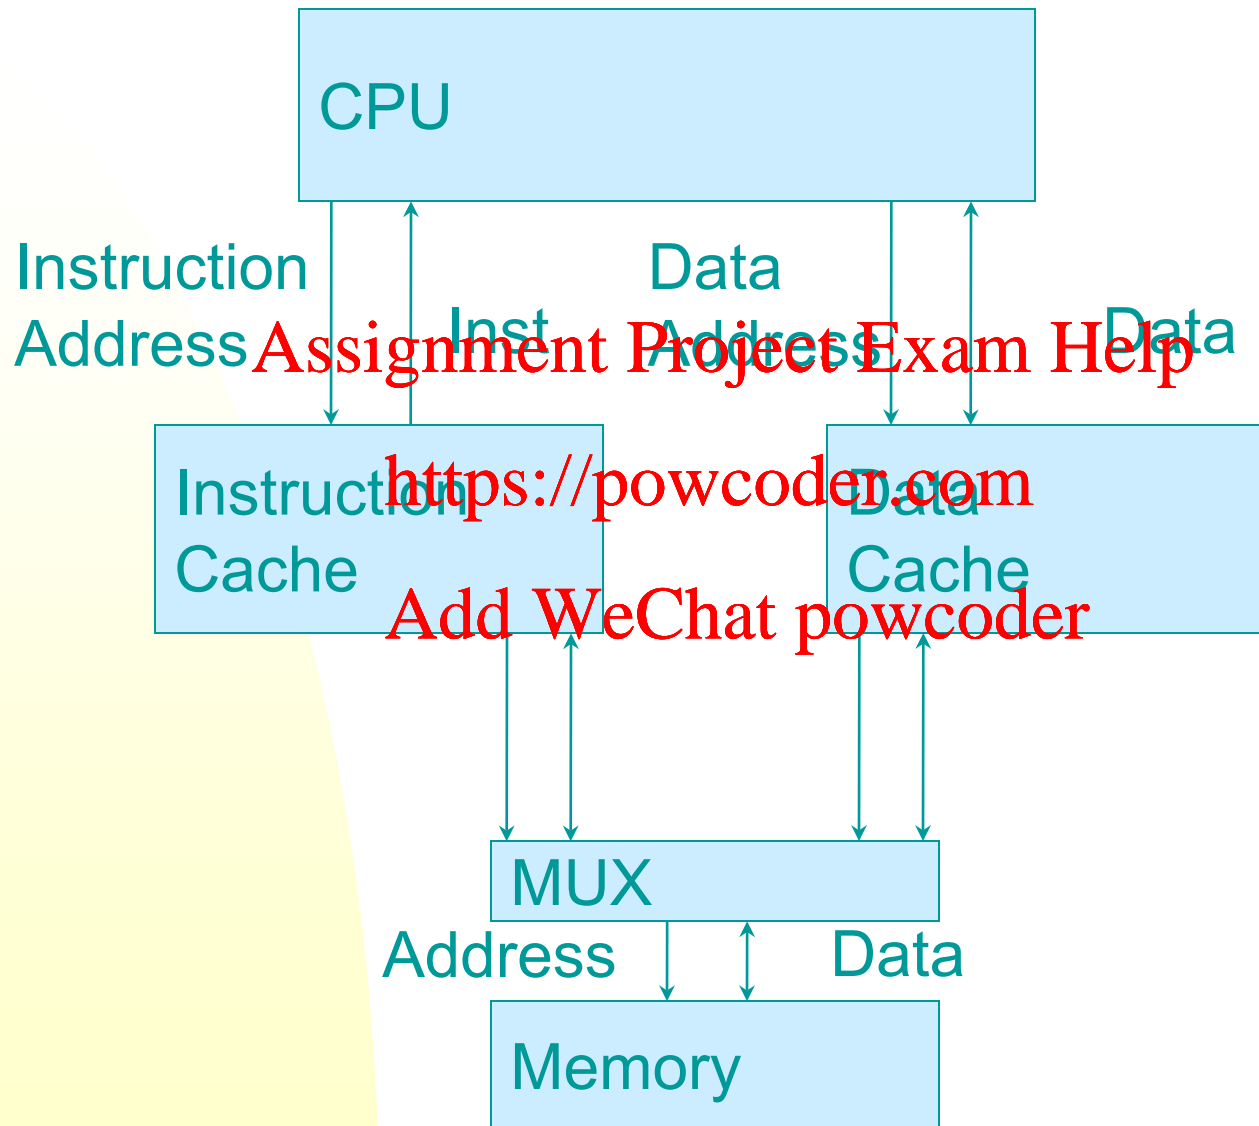 CPU
Instruction
Address
Inst
Data
Address
Data
Assignment Project Exam Help
Instruction
Cache
https://powcoder.com
Data
Cache
Add WeChat powcoder
MUX
Address
Data
Memory